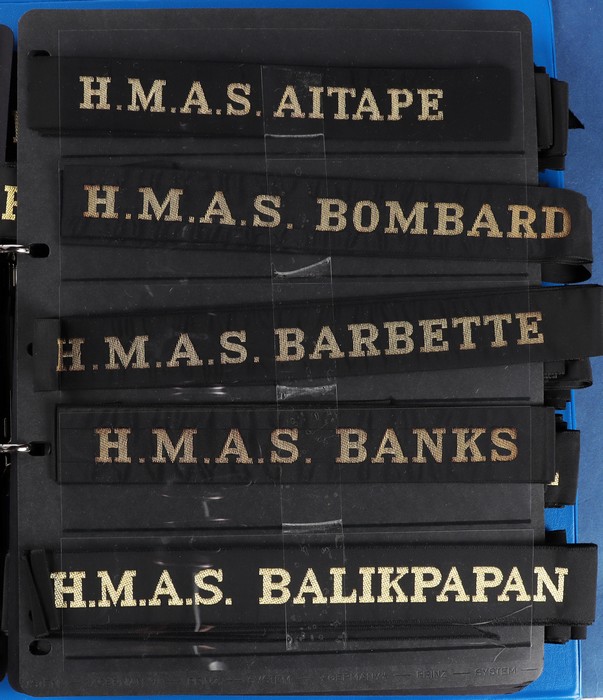 H.M.A.S. AITAPE
H.M.A.S. BOMBARD
H.M.A.S. BARBETTE
H.M.A.S. BANKS
H.M.A.S. BALIKPAPAN